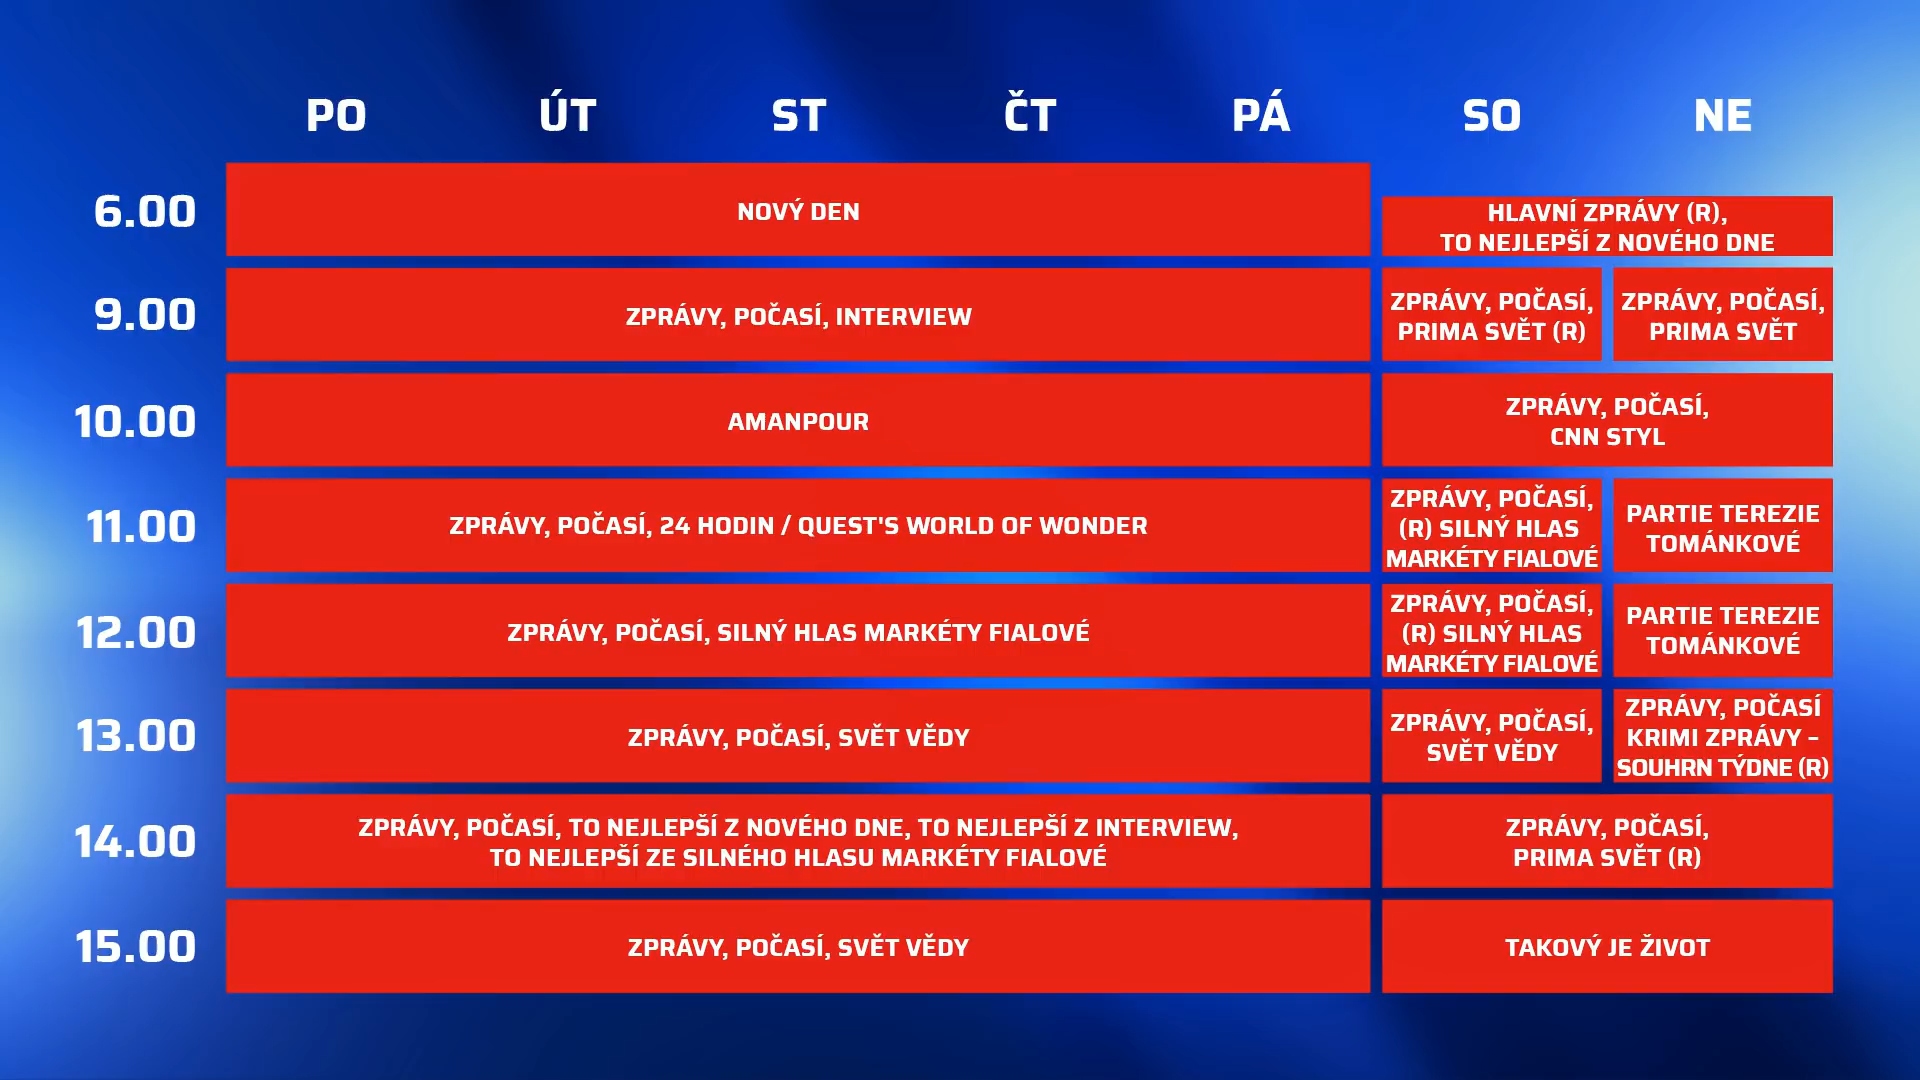 PO ÚT ST ČT PÁ SO NE
6.00
NOVÝ DEN
HLAVNÍ ZPRÁVY (R),
TO NEJLEPŠÍ Z NOVÉHO DNE
9.00
ZPRÁVY, POČASÍ, INTERVIEW
ZPRÁVY, POČASÍ,
PRIMA SVĚT (R)
ZPRÁVY, POČASÍ,
PRIMA SVĚT
10.00
AMANPOUR
ZPRÁVY, POČASÍ,
CNN STYL
11.00
ZPRÁVY, POČASÍ, 24 HODIN / QUEST'S WORLD OF WONDER
ZPRÁVY, POČASÍ,
(R) SILNÝ HLAS
MARKÉTY FIALOVÉ
PARTIE TEREZIE
TOMÁNKOVÉ
12.00
ZPRÁVY, POČASÍ, SILNÝ HLAS MARKÉTY FIALOVÉ
ZPRÁVY, POČASÍ,
(R) SILNÝ HLAS
MARKÉTY FIALOVÉ
PARTIE TEREZIE
TOMÁNKOVÉ
13.00
ZPRÁVY, POČASÍ, SVĚT VĚDY
ZPRÁVY, POČASÍ,
SVĚT VĚDY
ZPRÁVY, POČASÍ
KRIMI ZPRÁVY –
SOUHRN TÝDNE (R)
14.00
ZPRÁVY, POČASÍ, TO NEJLEPŠÍ Z NOVÉHO DNE, TO NEJLEPŠÍ Z INTERVIEW,
TO NEJLEPŠÍ ZE SILNÉHO HLASU MARKÉTY FIALOVÉ
ZPRÁVY, POČASÍ,
PRIMA SVĚT (R)
15.00
ZPRÁVY, POČASÍ, SVĚT VĚDY
TAKOVÝ JE ŽIVOT